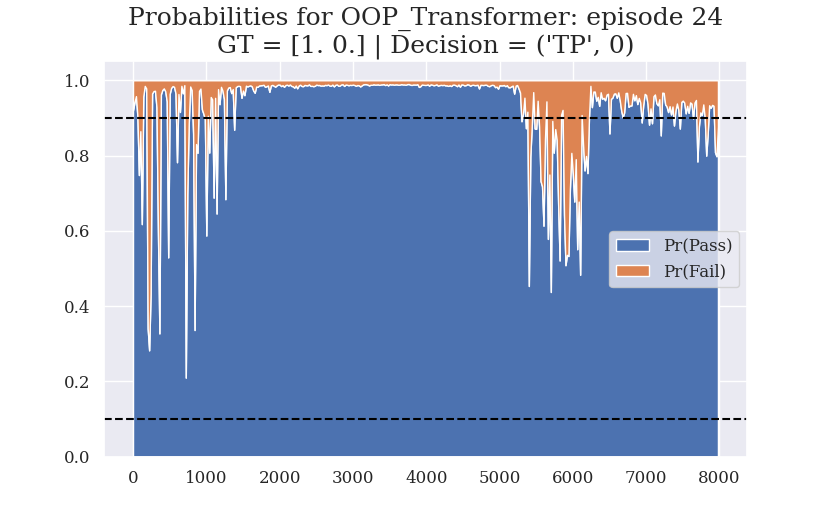 Probabilities for OOP_Transformer: episode 24
GT = [1. 0.] | Decision = ('TP', 0)
1.0
0.8
0.6
0.4
0.2
0.0
Pr(Pass)
Pr(Fail)
0 1000 2000 3000 4000 5000 6000 7000 8000